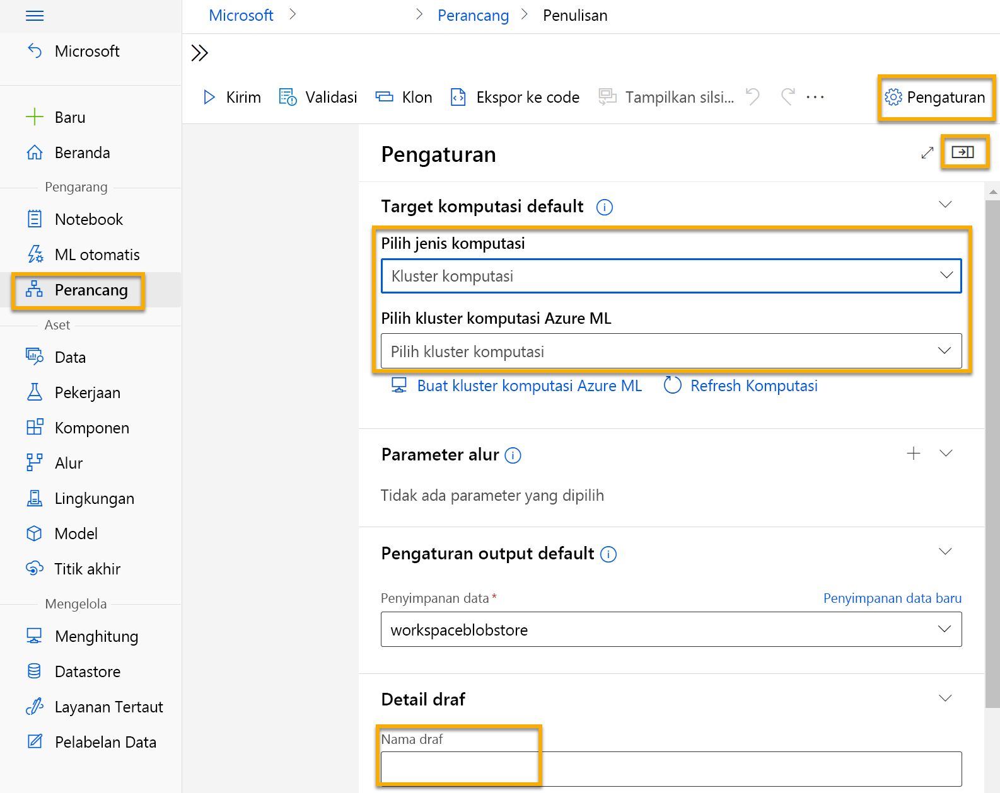 Microsoft > > Perancang > Penulisan
Microsoft
Baru
Beranda
Pengarang
Notebook
ML otomatis
Perancang
Aset
Data
Pekerjaan
Komponen
Alur
Lingkungan
Model
Titik akhir
Mengelola
Menghitung
Datastore
Layanan Tertaut
Pelabelan Data
Kirim Validasi Klon Ekspor ke code Tampilkan silsi... ... Pengaturan
Pengaturan
Target komputasi default
Pilih jenis komputasi
Kluster komputasi
Pilih kluster komputasi Azure ML
Pilih kluster komputasi
Buat kluster komputasi Azure ML Refresh Komputasi
Parameter alur
Tidak ada parameter yang dipilih
Pengaturan output default
Penyimpanan data* Penyimpanan data baru
workspaceblobstore
Detail draf
Nama draf